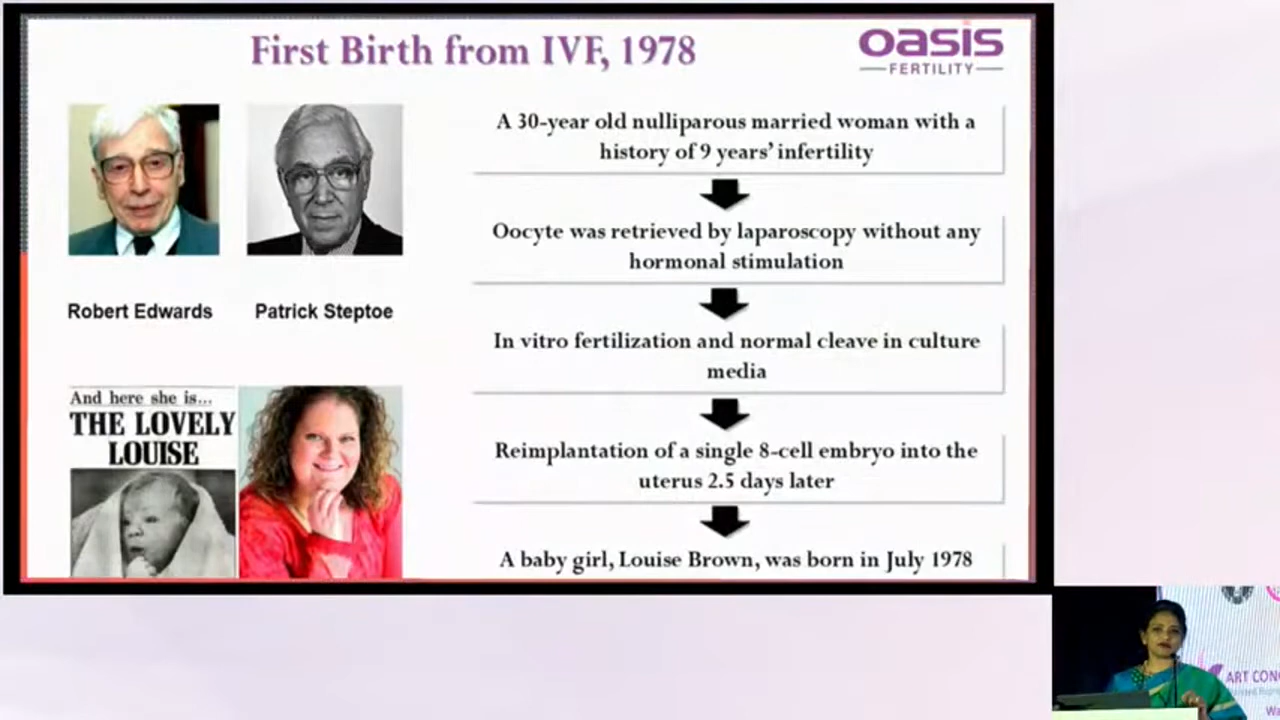 First Birth from IVF, 1978
oasis
FERTILITY
A 30-year old nulliparous married woman with a
history of 9 years' infertility
Oocyte was retrieved by laparoscopy without any
hormonal stimulation
Robert Edwards
Patrick Steptoe
In vitro fertilization and normal cleave in culture
media
And here she is...
THE LOVELY
LOUISE
Reimplantation of a single 8-cell embryo into the
uterus 2.5 days later
A baby girl, Louise Brown, was born in July 1978
ART CON